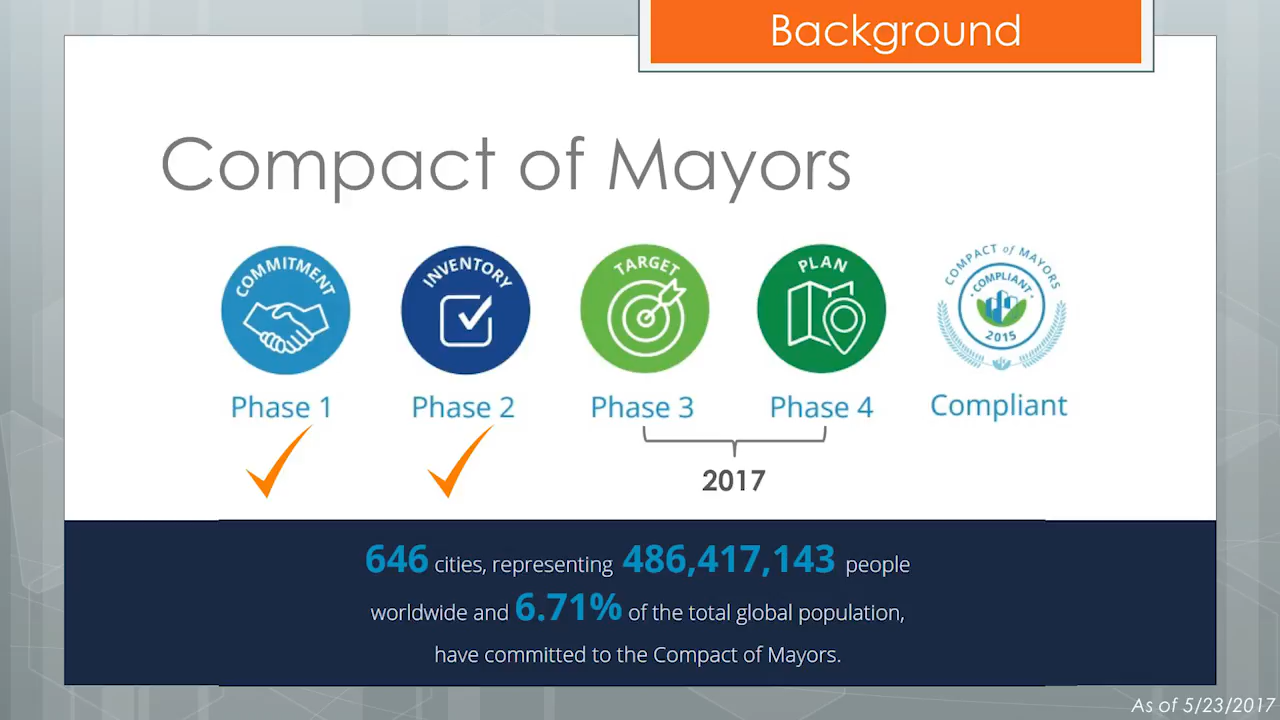 Background
Compact of Mayors
COMMITMENT
INVENTORY
TARGET
PLAN
COMPACT of MAYORS
COMPLIANT
2015
Phase 1
Phase 2
Phase 3
Phase 4
Compliant
2017
646 cities, representing 486,417,143 people
worldwide and 6.71% of the total global population,
have committed to the Compact of Mayors.
As of 5/23/2017